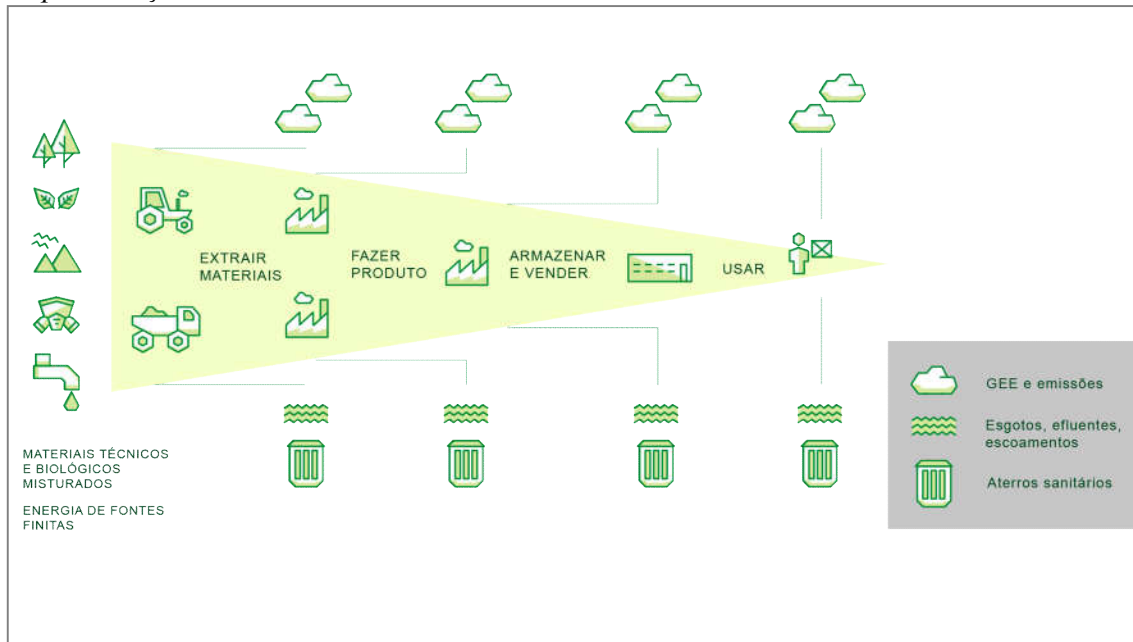 EXTRAIR
MATERIAIS
FAZER
PRODUTO
ARMAZENAR
E VENDER
USAR
GEE e emissões
Esgotos, efluentes,
escoamentos
Aterros sanitários
MATERIAIS TÉCNICOS
E BIOLÓGICOS
MISTURADOS
ENERGIA DE FONTES
FINITAS